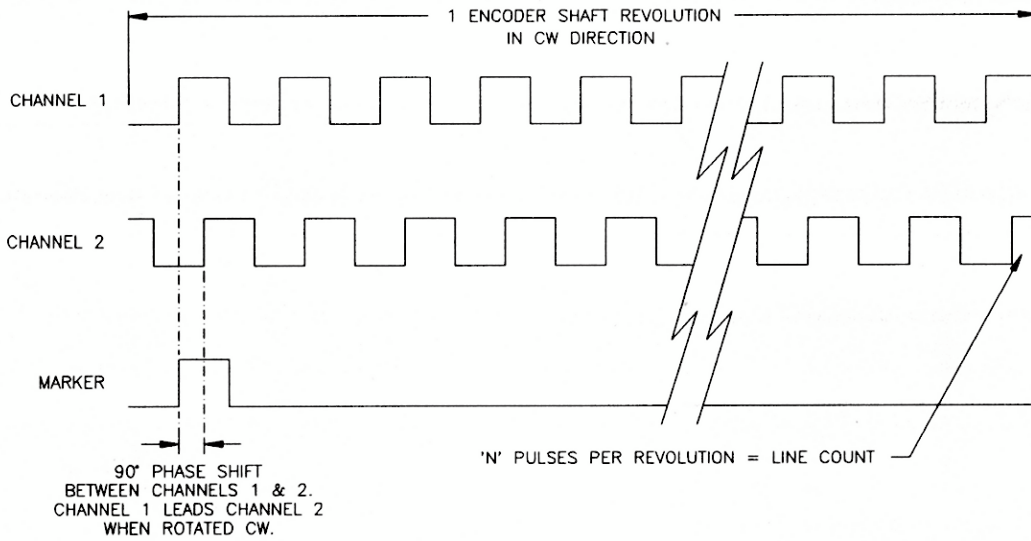 1 ENCODER SHAFT REVOLUTION
IN CW DIRECTION
CHANNEL 1
CHANNEL 2
MARKER
'N' PULSES PER REVOLUTION = LINE COUNT
90° PHASE SHIFT
BETWEEN CHANNELS 1 & 2.
CHANNEL 1 LEADS CHANNEL 2
WHEN ROTATED CW.